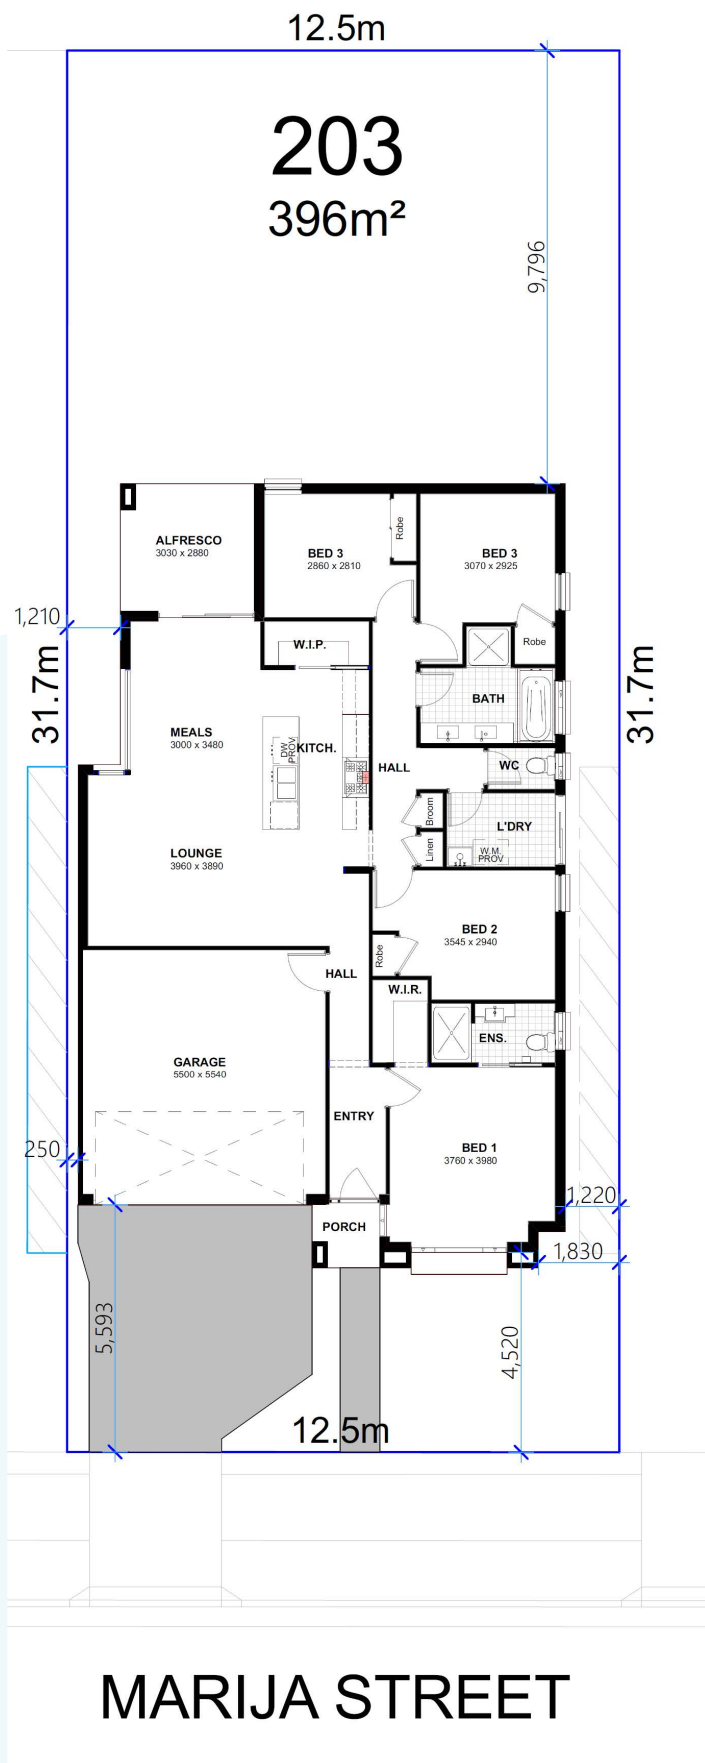 12.5m
203
396m²
9,796
ALFRESCO
3030 x 2880
BED 3
2860 x 2810
Robe
BED 3
3070 x 2925
1,210
W.I.P.
Robe
31.7m
31.7m
BATH
MEALS
3000 x 3480
DW
PROV.
KITCH.
HALL
WC
Broom
L'DRY
Linen
W.M.
PROV
LOUNGE
3960 x 3890
BED 2
3545 x 2940
Robe
HALL
W.I.R.
ENS.
GARAGE
5500 x 5540
ENTRY
BED 1
3760 x 3980
250
1,220
PORCH
1,830
5,593
4,520
12.5m
MARIJA STREET